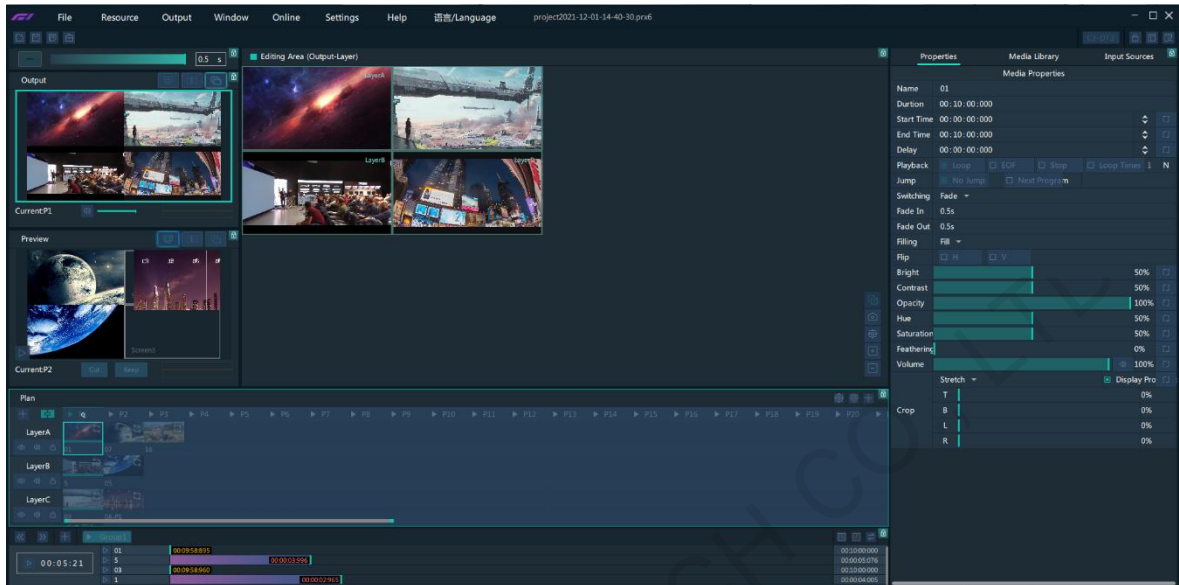 File Resource Output Window Online Settings Help 语言/Language project2021-12-01-14-40-30.prx6
0.5 s
Editing Area (Output-Layer)
Properties Media Library Input Sources
Output
Media Properties
LayerA
LayerB
Current:P1
Name 01
Durtion 00:10:00:000
Start Time 00:00:00:000
End Time 00:10:00:000
Delay 00:00:00:000
Playback Loop EOF Stop Loop Times 1 N
Jump No Jump Next Program
Switching Fade
Fade In 0.5s
Fade Out 0.5s
Filling Fill
Flip H V
Bright 50%
Contrast 50%
Opacity 100%
Hue 50%
Saturation 50%
Feathering 0%
Volume 100%
Stretch Display Pro
Crop
T 0%
B 0%
L 0%
R 0%
Preview
Screen3
Current:P2 Cut Keep
Plan
P2 P3 P4 P5 P6 P7 P8 P9 P10 P11 P12 P13 P14 P15 P16 P17 P18 P19 P20
LayerA
01
LayerB
5
LayerC
03
Group1
00:05:21
01 00:09:58:895 00:10:00:000
5 00:00:03:996 00:00:05:076
03 00:09:58:960 00:10:00:000
1 00:00:02:965 00:00:04:005